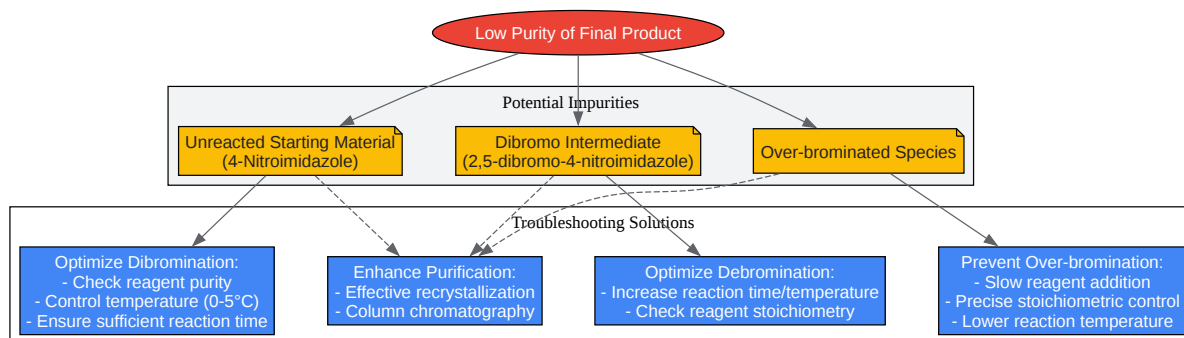 Low Purity of Final Product
Potential Impurities
Unreacted Starting Material
(4-Nitroimidazole)
Dibromo Intermediate
(2,5-dibromo-4-nitroimidazole)
Over-brominated Species
Troubleshooting Solutions
Optimize Dibromination:
- Check reagent purity
- Control temperature (0-5°C)
- Ensure sufficient reaction time
Enhance Purification:
- Effective recrystallization
- Column chromatography
Optimize Debromination:
- Increase reaction time/temperature
- Check reagent stoichiometry
Prevent Over-bromination:
- Slow reagent addition
- Precise stoichiometric control
- Lower reaction temperature